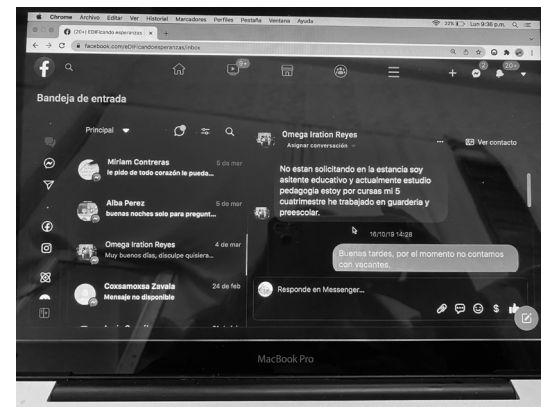 Chrome Archivo Editar Ver Historial Marcadores Perfiles Pestaña Ventana Ayuda
22% Lun 9:36 p.m.
(20+) EDIFicando esperanzas
facebook.com/eDIFicandoesperanzas/inbox
9+
2
20+
Bandeja de entrada
Principal
Miriam Contreras
5 de mar
le pido de todo corazón le pueda...
Alba Perez
5 de mar
buenas noches solo para pregunt...
Omega Iration Reyes
4 de mar
Muy buenos días, disculpe quisiera...
Coxsamoxsa Zavala
24 de feb
Mensaje no disponible
Omega Iration Reyes
Asignar conversación
Ver contacto
No estan solicitando en la estancia soy
asitente educativo y actualmente estudio
pedagogia estoy por cursas mi 5
cuatrimestre he trabajado en guarderia y
preescolar.
16/10/19 14:28
Buenas tardes, por el momento no contamos
con vacantes.
Responde en Messenger...
MacBook Pro